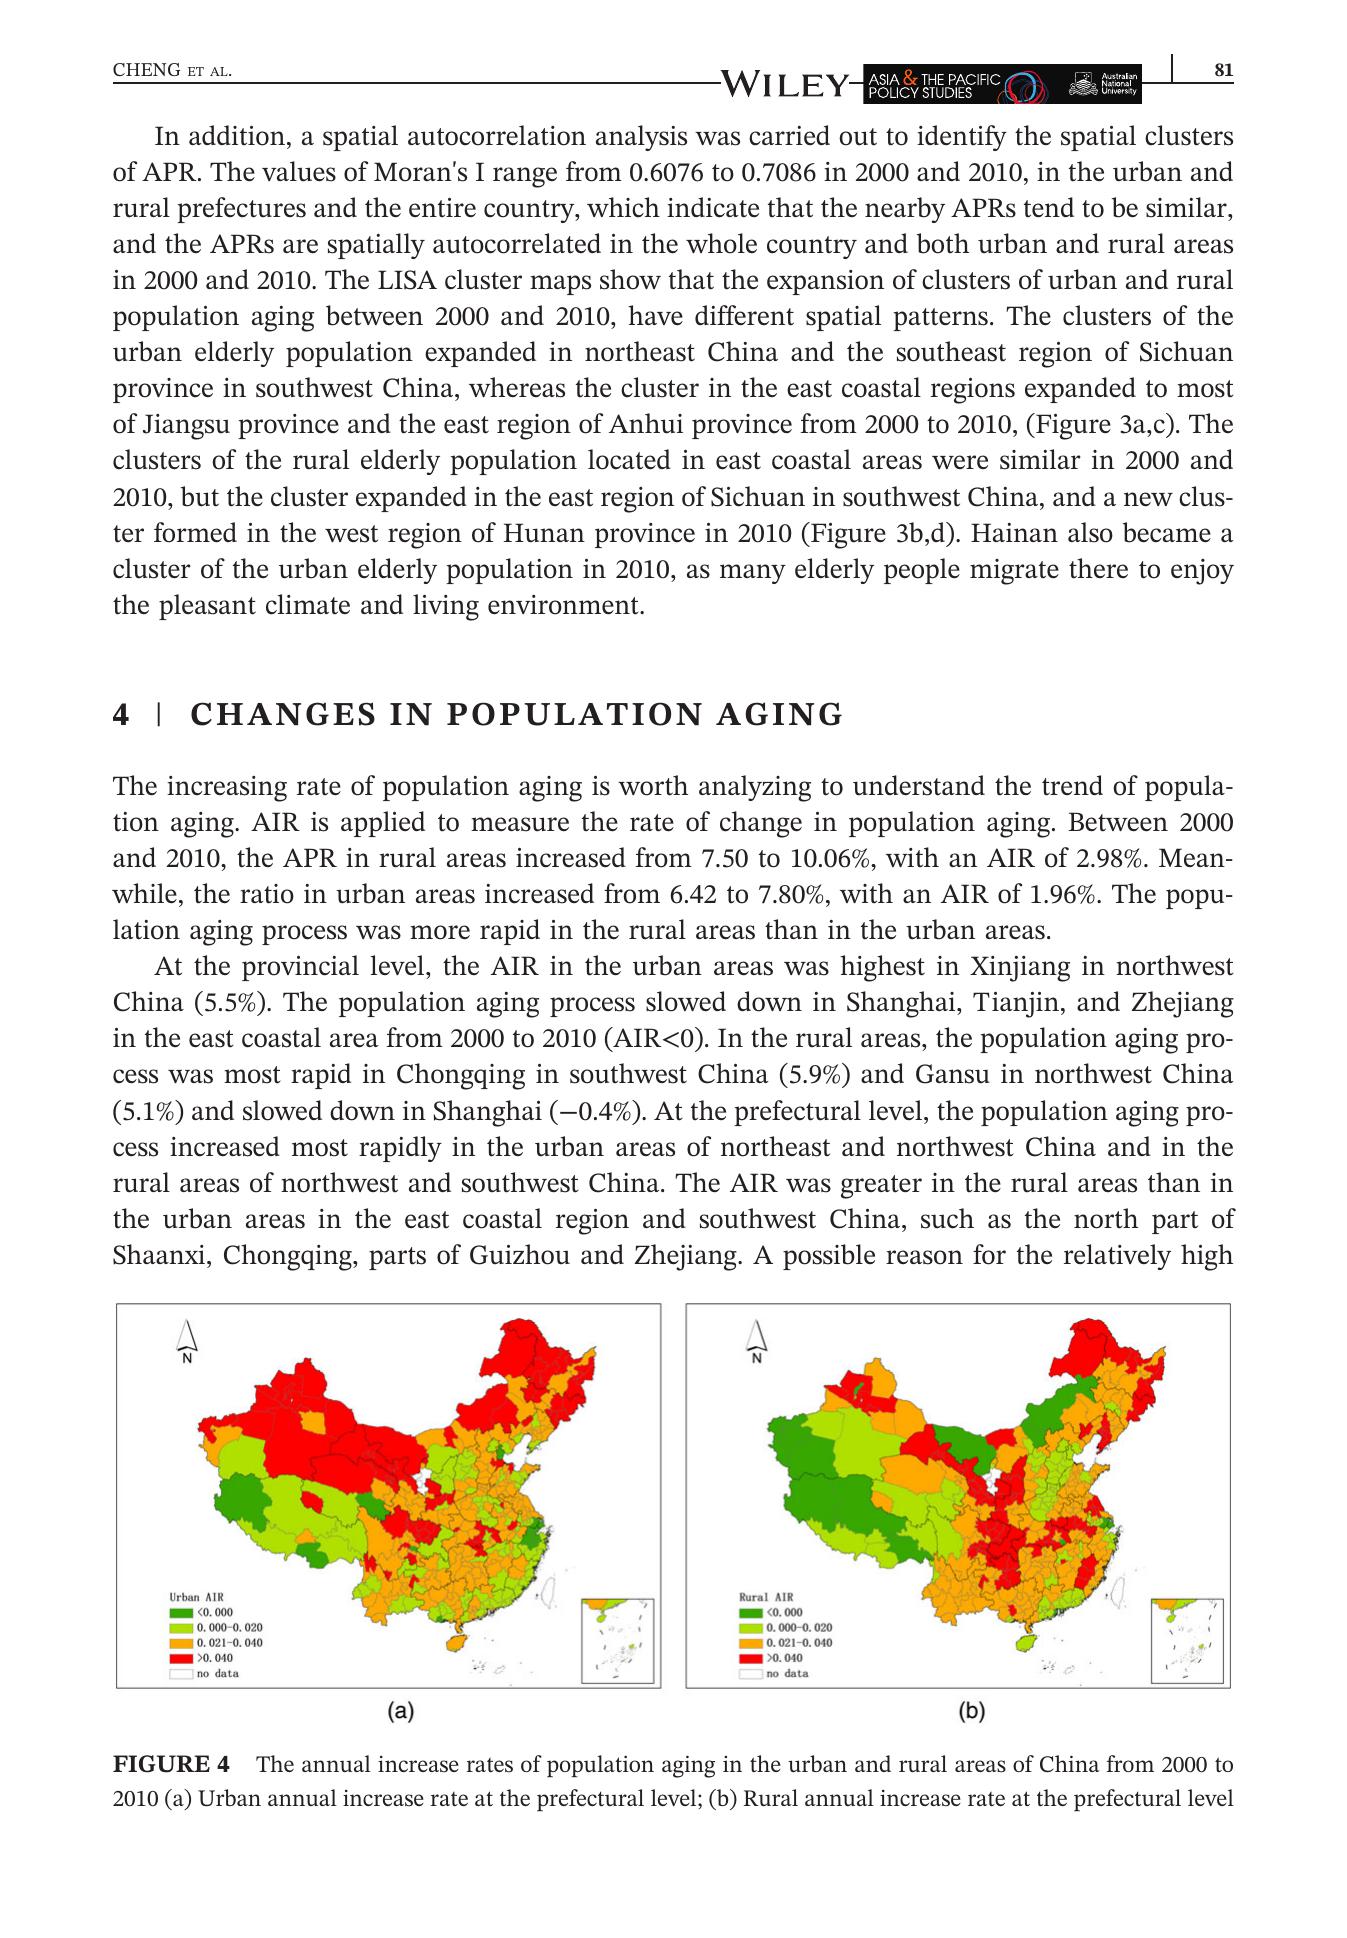 CHENG ET AL.
WILEY
ASIA & THE PACIFIC
POLICY STUDIES
Australian
National
University
81
In addition, a spatial autocorrelation analysis was carried out to identify the spatial clusters
of APR. The values of Moran's I range from 0.6076 to 0.7086 in 2000 and 2010, in the urban and
rural prefectures and the entire country, which indicate that the nearby APRs tend to be similar,
and the APRs are spatially autocorrelated in the whole country and both urban and rural areas
in 2000 and 2010. The LISA cluster maps show that the expansion of clusters of urban and rural
population aging between 2000 and 2010, have different spatial patterns. The clusters of the
urban elderly population expanded in northeast China and the southeast region of Sichuan
province in southwest China, whereas the cluster in the east coastal regions expanded to most
of Jiangsu province and the east region of Anhui province from 2000 to 2010, (Figure 3a,c). The
clusters of the rural elderly population located in east coastal areas were similar in 2000 and
2010, but the cluster expanded in the east region of Sichuan in southwest China, and a new clus-
ter formed in the west region of Hunan province in 2010 (Figure 3b,d). Hainan also became a
cluster of the urban elderly population in 2010, as many elderly people migrate there to enjoy
the pleasant climate and living environment.
4 | CHANGES IN POPULATION AGING
The increasing rate of population aging is worth analyzing to understand the trend of popula-
tion aging. AIR is applied to measure the rate of change in population aging. Between 2000
and 2010, the APR in rural areas increased from 7.50 to 10.06%, with an AIR of 2.98%. Mean-
while, the ratio in urban areas increased from 6.42 to 7.80%, with an AIR of 1.96%. The popu-
lation aging process was more rapid in the rural areas than in the urban areas.
At the provincial level, the AIR in the urban areas was highest in Xinjiang in northwest
China (5.5%). The population aging process slowed down in Shanghai, Tianjin, and Zhejiang
in the east coastal area from 2000 to 2010 (AIR<0). In the rural areas, the population aging pro-
cess was most rapid in Chongqing in southwest China (5.9%) and Gansu in northwest China
(5.1%) and slowed down in Shanghai (−0.4%). At the prefectural level, the population aging pro-
cess increased most rapidly in the urban areas of northeast and northwest China and in the
rural areas of northwest and southwest China. The AIR was greater in the rural areas than in
the urban areas in the east coastal region and southwest China, such as the north part of
Shaanxi, Chongqing, parts of Guizhou and Zhejiang. A possible reason for the relatively high
N
Urban AIR
<0.000
0.000-0.020
0.021-0.040
>0.040
no data
(a)
N
Rural AIR
<0.000
0.000-0.020
0.021-0.040
>0.040
no data
(b)
FIGURE 4 The annual increase rates of population aging in the urban and rural areas of China from 2000 to
2010 (a) Urban annual increase rate at the prefectural level; (b) Rural annual increase rate at the prefectural level